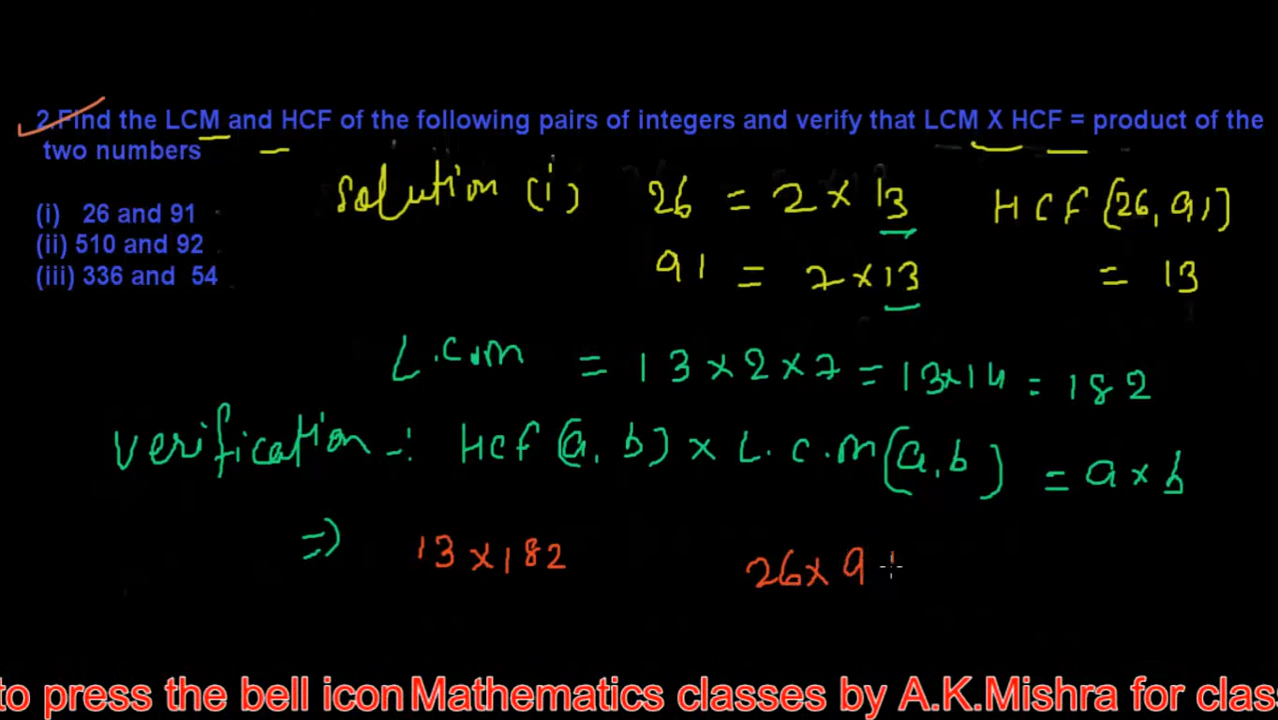 2.Find the LCM and HCF of the following pairs of integers and verify that LCM X HCF = product of the
two numbers
(i) 26 and 91
(ii) 510 and 92
(iii) 336 and 54
Solution (i) 26 = 2 × 13 HCF (26, 91)
91 = 7 × 13 = 13
L.C.M = 13 × 2 × 7 = 13×14 = 182
Verification -: HCF (a, b) × L.C.M (a, b) = a × b
⇒ 13 × 182 26 × 9
to press the bell icon Mathematics classes by A.K.Mishra for clas